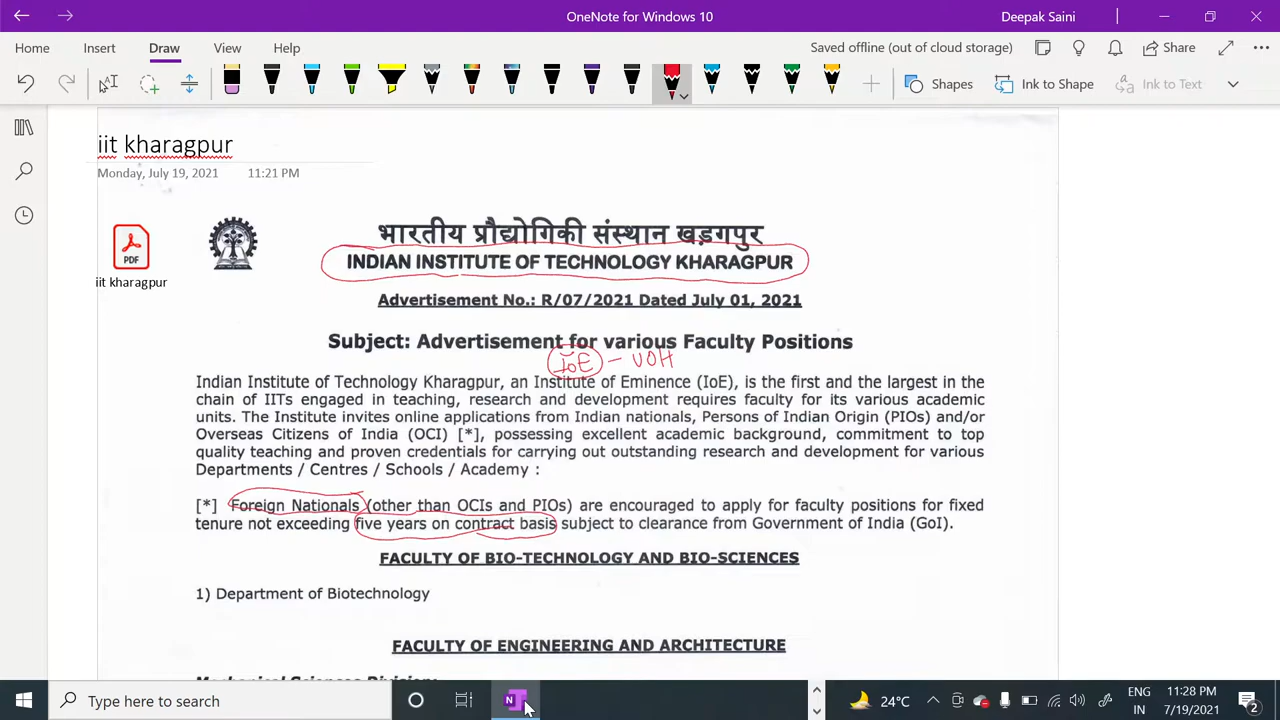 OneNote for Windows 10
Deepak Saini
Home Insert Draw View Help
Saved offline (out of cloud storage)
Share
Shapes
Ink to Shape
Ink to Text
iit kharagpur
Monday, July 19, 2021 11:21 PM
PDF
iit kharagpur
भारतीय प्रौद्योगिकी संस्थान खड़गपुर
INDIAN INSTITUTE OF TECHNOLOGY KHARAGPUR
Advertisement No.: R/07/2021 Dated July 01, 2021
Subject: Advertisement for various Faculty Positions
IoE - UOH
Indian Institute of Technology Kharagpur, an Institute of Eminence (IoE), is the first and the largest in the
chain of IITs engaged in teaching, research and development requires faculty for its various academic
units. The Institute invites online applications from Indian nationals, Persons of Indian Origin (PIOs) and/or
Overseas Citizens of India (OCI) [*], possessing excellent academic background, commitment to top
quality teaching and proven credentials for carrying out outstanding research and development for various
Departments / Centres / Schools / Academy :
[*] Foreign Nationals (other than OCIs and PIOs) are encouraged to apply for faculty positions for fixed
tenure not exceeding five years on contract basis subject to clearance from Government of India (GoI).
FACULTY OF BIO-TECHNOLOGY AND BIO-SCIENCES
1) Department of Biotechnology
FACULTY OF ENGINEERING AND ARCHITECTURE
Mechanical Sciences Division:
Type here to search
N
24°C
ENG
IN
11:28 PM
7/19/2021
2